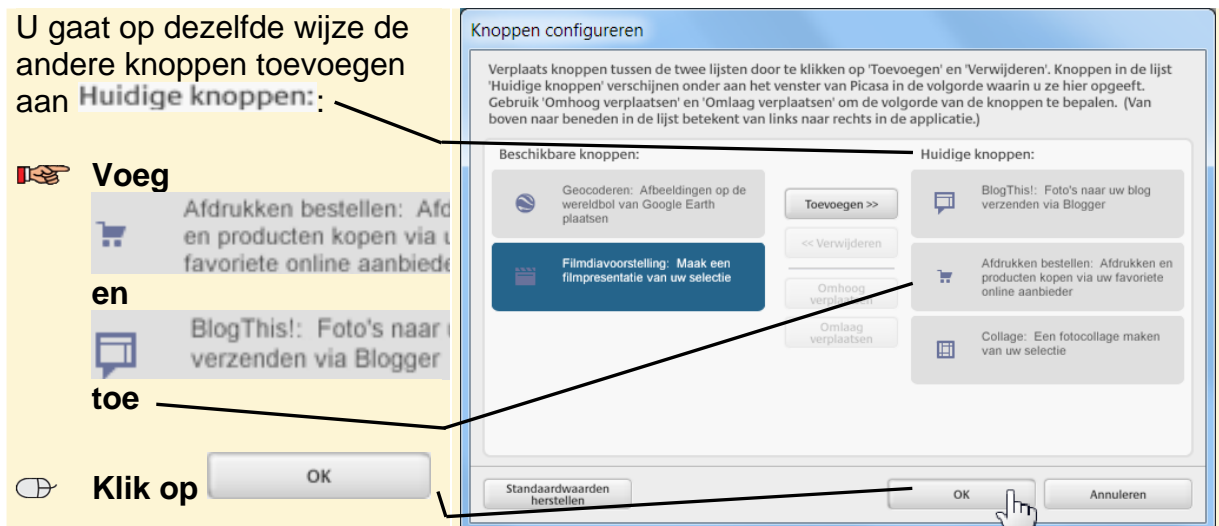 U gaat op dezelfde wijze de
andere knoppen toevoegen
aan Huidige knoppen::
Voeg
Afdrukken bestellen: Afd
en producten kopen via u
favoriete online aanbiede
en
BlogThis!: Foto's naar
verzenden via Blogger
toe
Klik op OK
Knoppen configureren
Verplaats knoppen tussen de twee lijsten door te klikken op 'Toevoegen' en 'Verwijderen'. Knoppen in de lijst
'Huidige knoppen' verschijnen onder aan het venster van Picasa in de volgorde waarin u ze hier opgeeft.
Gebruik 'Omhoog verplaatsen' en 'Omlaag verplaatsen' om de volgorde van de knoppen te bepalen. (Van
boven naar beneden in de lijst betekent van links naar rechts in de applicatie.)
Beschikbare knoppen:
Geocoderen: Afbeeldingen op de
wereldbol van Google Earth
plaatsen
Filmdiavoorstelling: Maak een
filmpresentatie van uw selectie
Toevoegen >>
<< Verwijderen
Omhoog
verplaatsen
Omlaag
verplaatsen
Huidige knoppen:
BlogThis!: Foto's naar uw blog
verzenden via Blogger
Afdrukken bestellen: Afdrukken en
producten kopen via uw favoriete
online aanbieder
Collage: Een fotocollage maken
van uw selectie
Standaardwaarden
herstellen
OK
Annuleren